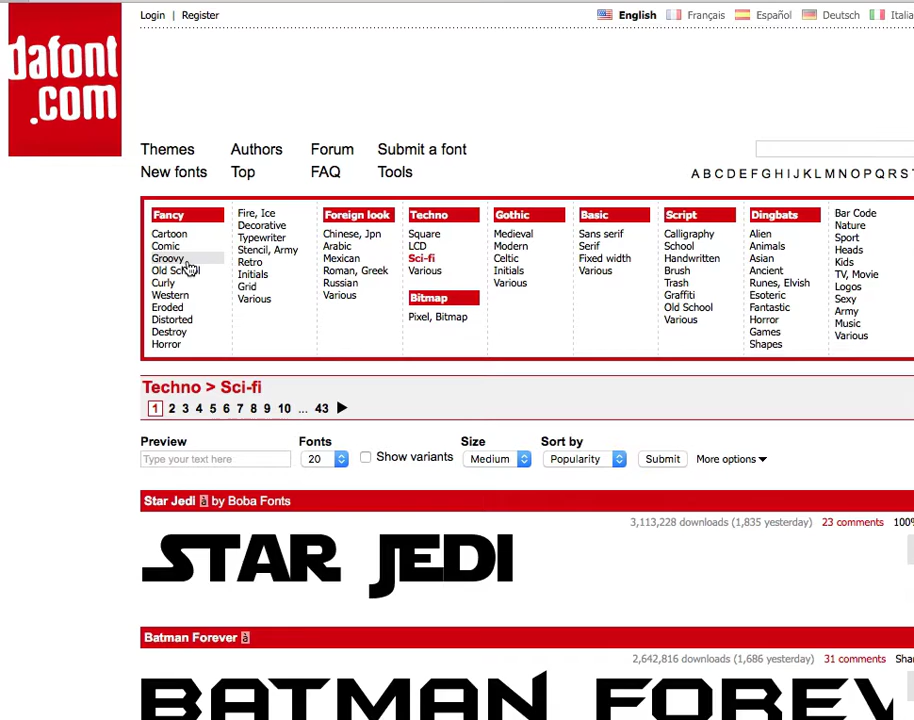 Login | Register
English Français Español Deutsch Italia
dafont
.com
Themes Authors Forum Submit a font
New fonts Top FAQ Tools
A B C D E F G H I J K L M N O P Q R S T
Fancy
Cartoon
Comic
Groovy
Old School
Curly
Western
Eroded
Distorted
Destroy
Horror
Fire, Ice
Decorative
Typewriter
Stencil, Army
Retro
Initials
Grid
Various
Foreign look
Chinese, Jpn
Arabic
Mexican
Roman, Greek
Russian
Various
Techno
Square
LCD
Sci-fi
Various
Bitmap
Pixel, Bitmap
Gothic
Medieval
Modern
Celtic
Initials
Various
Basic
Sans serif
Serif
Fixed width
Various
Script
Calligraphy
School
Handwritten
Brush
Trash
Graffiti
Old School
Various
Dingbats
Alien
Animals
Asian
Ancient
Runes, Elvish
Esoteric
Fantastic
Horror
Games
Shapes
Bar Code
Nature
Sport
Heads
Kids
TV, Movie
Logos
Sexy
Army
Music
Various
Techno > Sci-fi
1 2 3 4 5 6 7 8 9 10 ... 43
Preview Fonts Size Sort by
Type your text here 20 Show variants Medium Popularity Submit More options
Star Jedi à by Boba Fonts
3,113,228 downloads (1,835 yesterday) 23 comments 100%
STAR JEDI
Batman Forever à
2,642,816 downloads (1,686 yesterday) 31 comments Sha
BATMAN FOREV